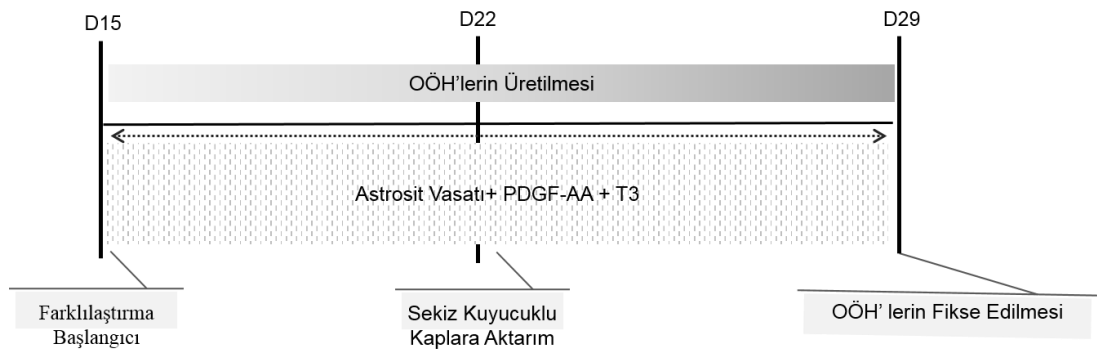 D15
D22
D29
OÖH'lerin Üretilmesi
Astrosit Vasatı+ PDGF-AA + T3
Farklılaştırma
Başlangıcı
Sekiz Kuyucuklu
Kaplara Aktarım
OÖH' lerin Fikse Edilmesi